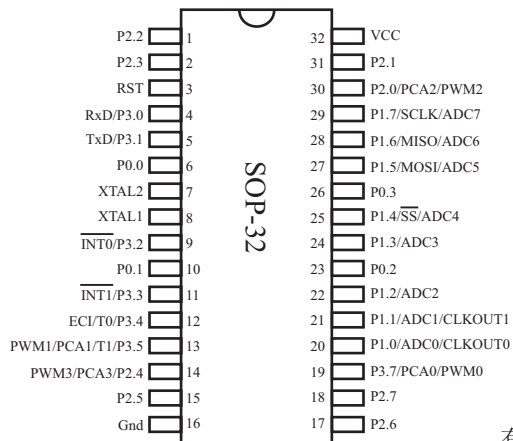 P2.2 1 32 VCC
P2.3 2 31 P2.1
RST 3 30 P2.0/PCA2/PWM2
RxD/P3.0 4 29 P1.7/SCLK/ADC7
TxD/P3.1 5 28 P1.6/MISO/ADC6
P0.0 6 27 P1.5/MOSI/ADC5
XTAL2 7 26 P0.3
XTAL1 8 25 P1.4/SS/ADC4
INT0/P3.2 9 24 P1.3/ADC3
P0.1 10 23 P0.2
INT1/P3.3 11 22 P1.2/ADC2
ECI/T0/P3.4 12 21 P1.1/ADC1/CLKOUT1
PWM1/PCA1/T1/P3.5 13 20 P1.0/ADC0/CLKOUT0
PWM3/PCA3/P2.4 14 19 P3.7/PCA0/PWM0
P2.5 15 18 P2.7
Gnd 16 17 P2.6
SOP-32